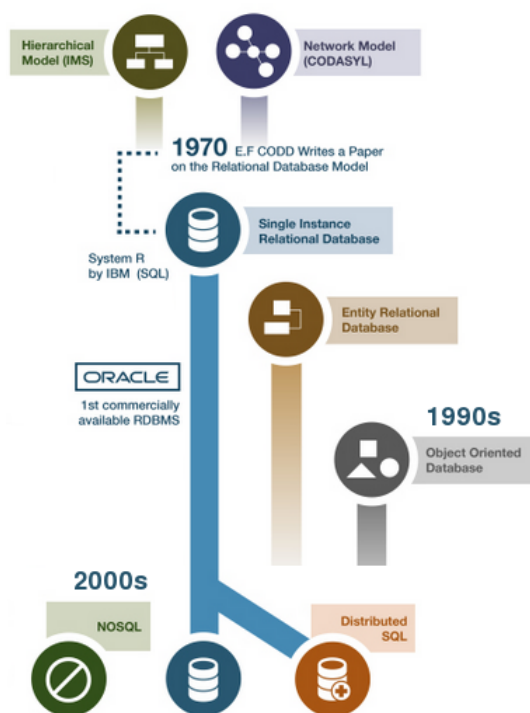 Hierarchical
Model (IMS)
Network Model
(CODASYL)
1970 E.F CODD Writes a Paper
on the Relational Database Model
Single Instance
Relational Database
System R
by IBM (SQL)
Entity Relational
Database
ORACLE
1st commercially
available RDBMS
1990s
Object Oriented
Database
2000s
NOSQL
Distributed
SQL